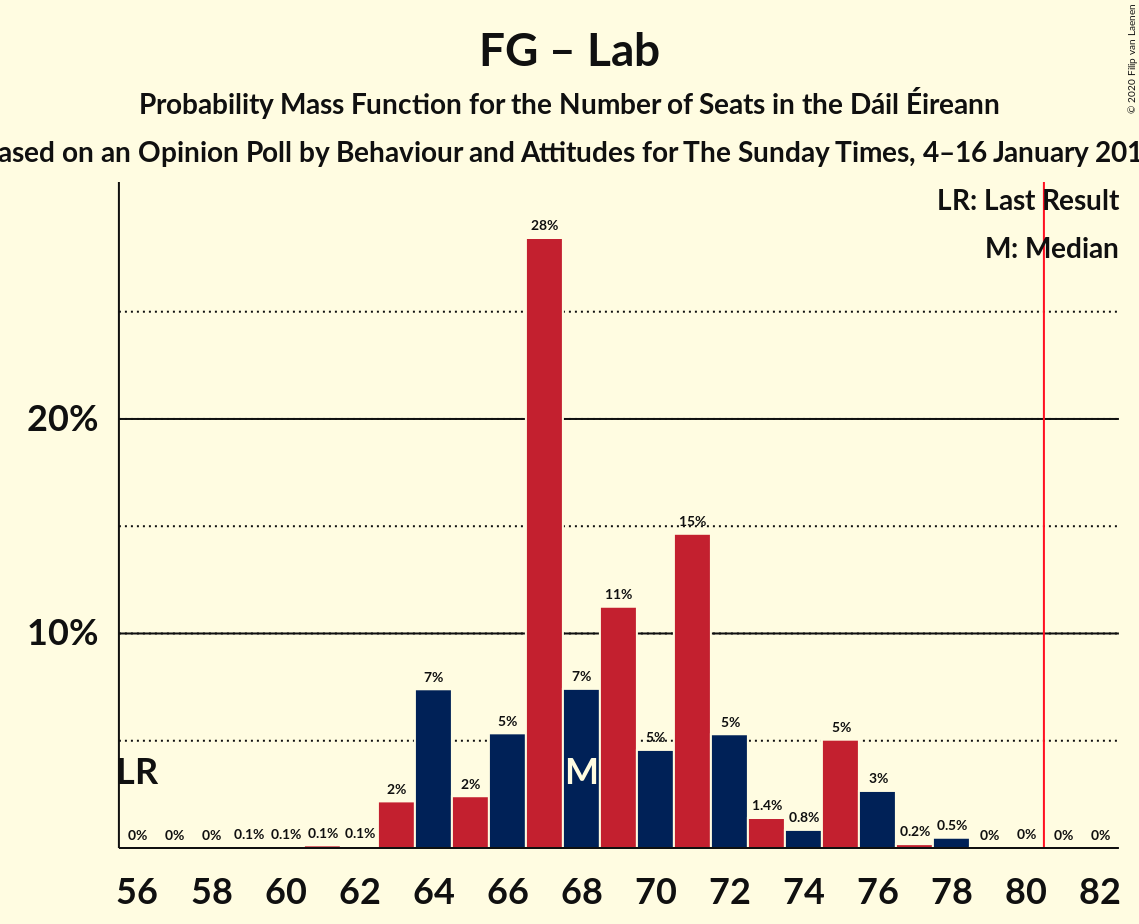 FG – Lab
Probability Mass Function for the Number of Seats in the Dáil Éireann
ased on an Opinion Poll by Behaviour and Attitudes for The Sunday Times, 4–16 January 201
© 2020 Filip van Laenen
LR: Last Result
M: Median
28%
20%
15%
11%
10%
7% 5% 7% 5% 5% 5%
LR M
2% 2% 1.4% 0.8% 3%
0% 0% 0% 0.1% 0.1% 0.1% 0.1% 0.2% 0.5% 0% 0% 0% 0%
56 58 60 62 64 66 68 70 72 74 76 78 80 82